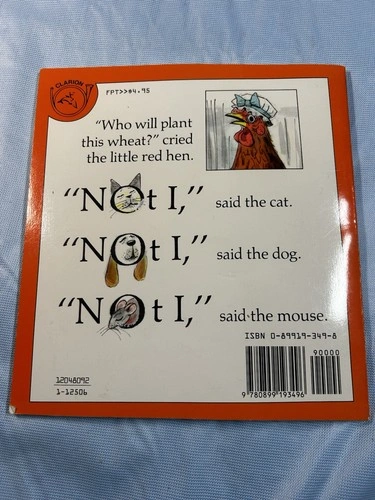 CLARION
FPT>>$4.95
“Who will plant
this wheat?” cried
the little red hen.
“NOt I,” said the cat.
“NOt I,” said the dog.
“NOt I,” said the mouse.
ISBN 0-89919-349-8
90000
9 780899 193496
12048092
1-12506